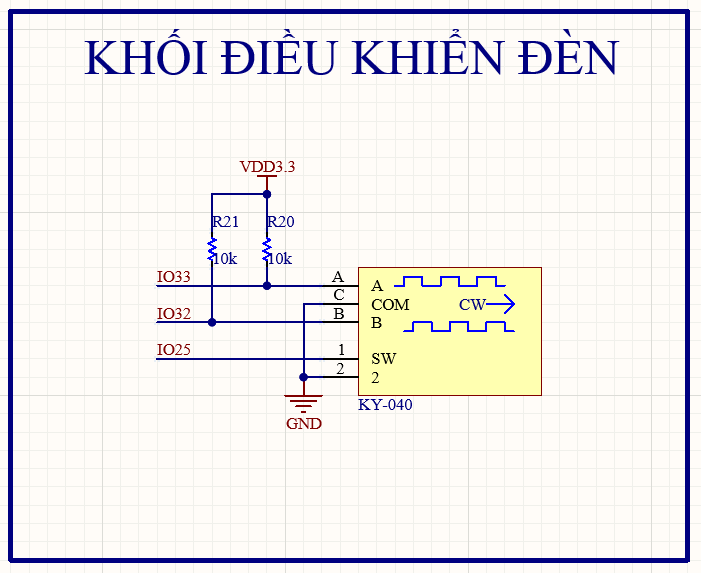 KHỐI ĐIỀU KHIỂN ĐÈN
VDD3.3
R21 R20
10k 10k
IO33 A A
C COM CW
IO32 B B
IO25 1 SW
2 2
KY-040
GND